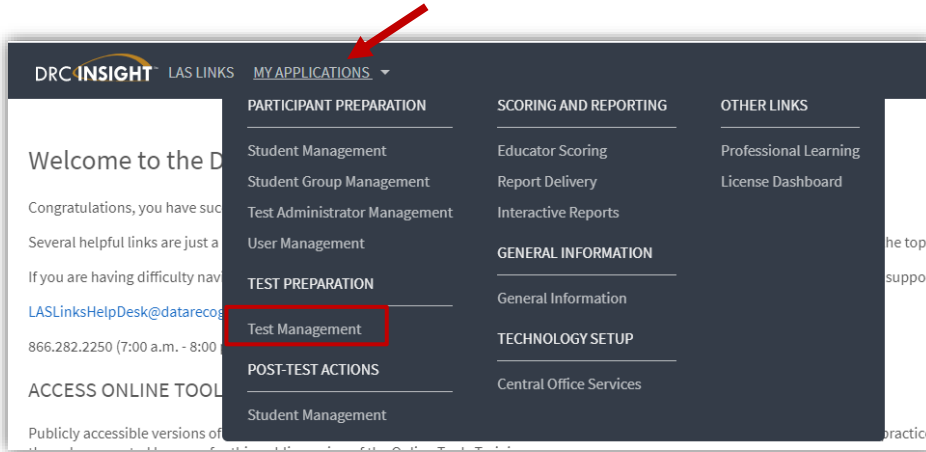 DRC INSIGHT LAS LINKS MY APPLICATIONS
PARTICIPANT PREPARATION
Student Management
Student Group Management
Test Administrator Management
User Management
TEST PREPARATION
Test Management
POST-TEST ACTIONS
Student Management
SCORING AND REPORTING
Educator Scoring
Report Delivery
Interactive Reports
GENERAL INFORMATION
General Information
TECHNOLOGY SETUP
Central Office Services
OTHER LINKS
Professional Learning
License Dashboard
Welcome to the D
Congratulations, you have suc
Several helpful links are just a he top
If you are having difficulty navi suppo
LASLinksHelpDesk@datarecog
866.282.2250 (7:00 a.m. - 8:00
ACCESS ONLINE TOOL
Publicly accessible versions of practice